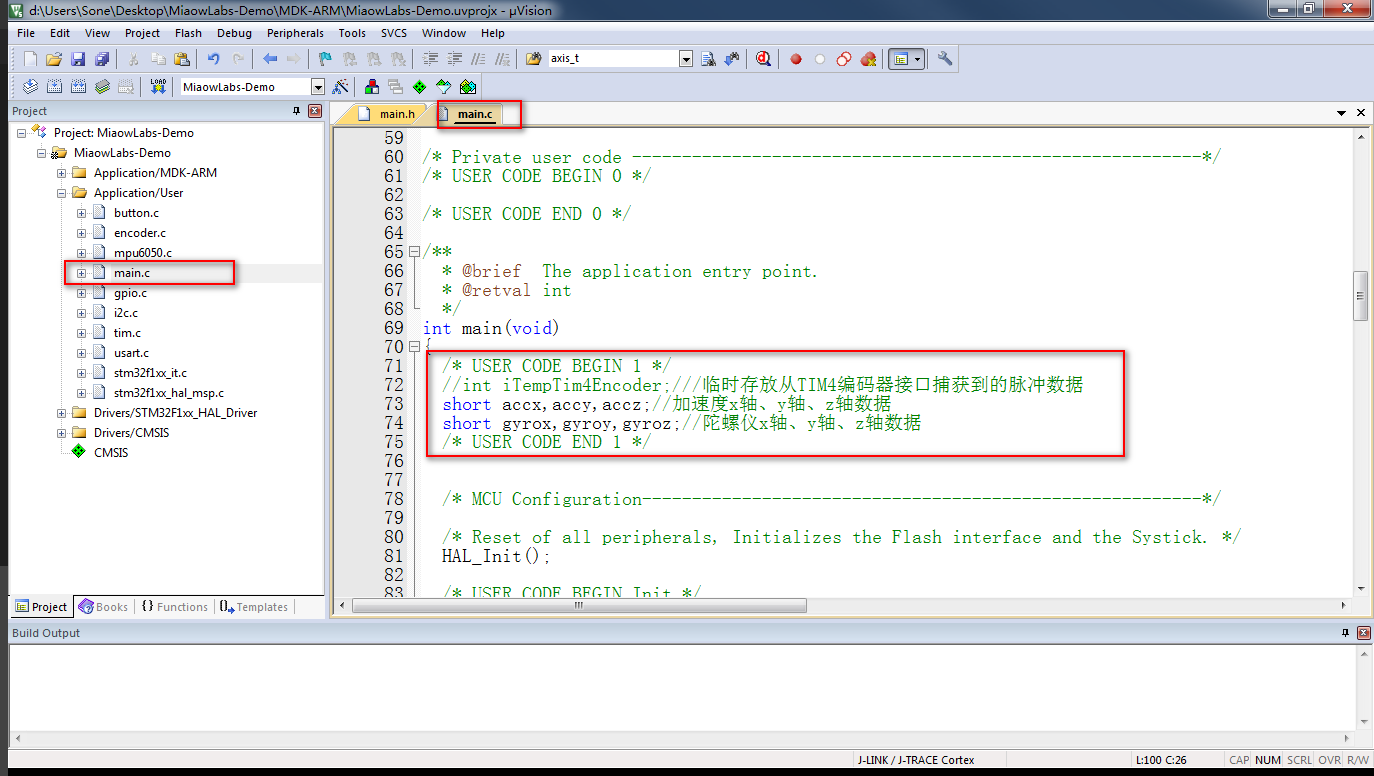 d:\Users\Sone\Desktop\MiaowLabs-Demo\MDK-ARM\MiaowLabs-Demo.uvprojx - µVision
File Edit View Project Flash Debug Peripherals Tools SVCS Window Help
axis_t
LOAD MiaowLabs-Demo
Project
Project: MiaowLabs-Demo
MiaowLabs-Demo
Application/MDK-ARM
Application/User
button.c
encoder.c
mpu6050.c
main.c
gpio.c
i2c.c
tim.c
usart.c
stm32f1xx_it.c
stm32f1xx_hal_msp.c
Drivers/STM32F1xx_HAL_Driver
Drivers/CMSIS
CMSIS
Project Books {} Functions 0 Templates
main.h main.c
59
60 /* Private user code ---------------------------------------------------------*/
61 /* USER CODE BEGIN 0 */
62
63 /* USER CODE END 0 */
64
65 /**
66 * @brief  The application entry point.
67 * @retval int
68 */
69 int main(void)
70 {
71 /* USER CODE BEGIN 1 */
72 //int iTempTim4Encoder;///临时存放从TIM4编码器接口捕获到的脉冲数据
73 short accx,accy,accz;//加速度x轴、y轴、z轴数据
74 short gyrox,gyroy,gyroz;//陀螺仪x轴、y轴、z轴数据
75 /* USER CODE END 1 */
76
77
78 /* MCU Configuration--------------------------------------------------------*/
79
80 /* Reset of all peripherals, Initializes the Flash interface and the Systick. */
81 HAL_Init();
82
83 /* USER CODE BEGIN Init */
Build Output
J-LINK / J-TRACE Cortex L:100 C:26 CAP NUM SCRL OVR R/W